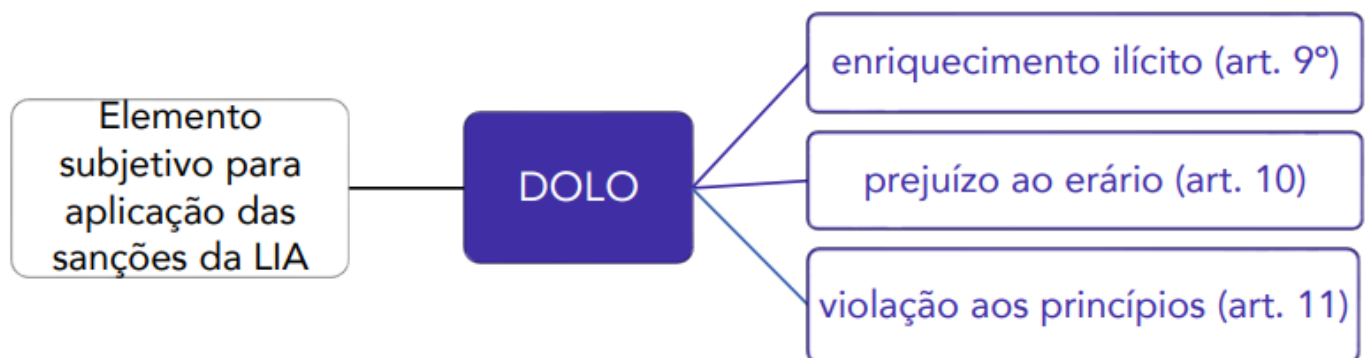 Elemento
subjetivo para
aplicação das
sanções da LIA
DOLO
enriquecimento ilícito (art. 9º)
prejuízo ao erário (art. 10)
violação aos princípios (art. 11)